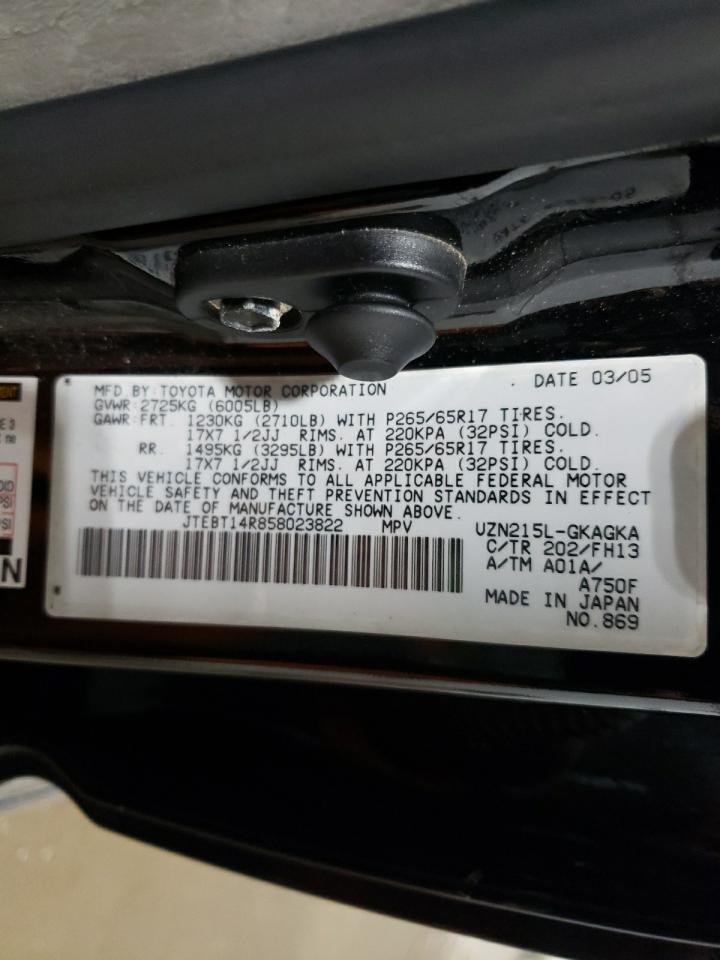 MFD.BY:TOYOTA MOTOR CORPORATION DATE 03/05
GVWR:2725KG (6005LB)
GAWR:FRT. 1230KG (2710LB) WITH P265/65R17 TIRES.
17X7 1/2JJ RIMS. AT 220KPA (32PSI) COLD.
RR. 1495KG (3295LB) WITH P265/65R17 TIRES.
17X7 1/2JJ RIMS. AT 220KPA (32PSI) COLD.
THIS VEHICLE CONFORMS TO ALL APPLICABLE FEDERAL MOTOR
VEHICLE SAFETY AND THEFT PREVENTION STANDARDS IN EFFECT
ON THE DATE OF MANUFACTURE SHOWN ABOVE.
JTEBT14R858023822 MPV UZN215L-GKAGKA
C/TR 202/FH13
A/TM A01A/
A750F
MADE IN JAPAN
NO.869
PSI
PSI
N